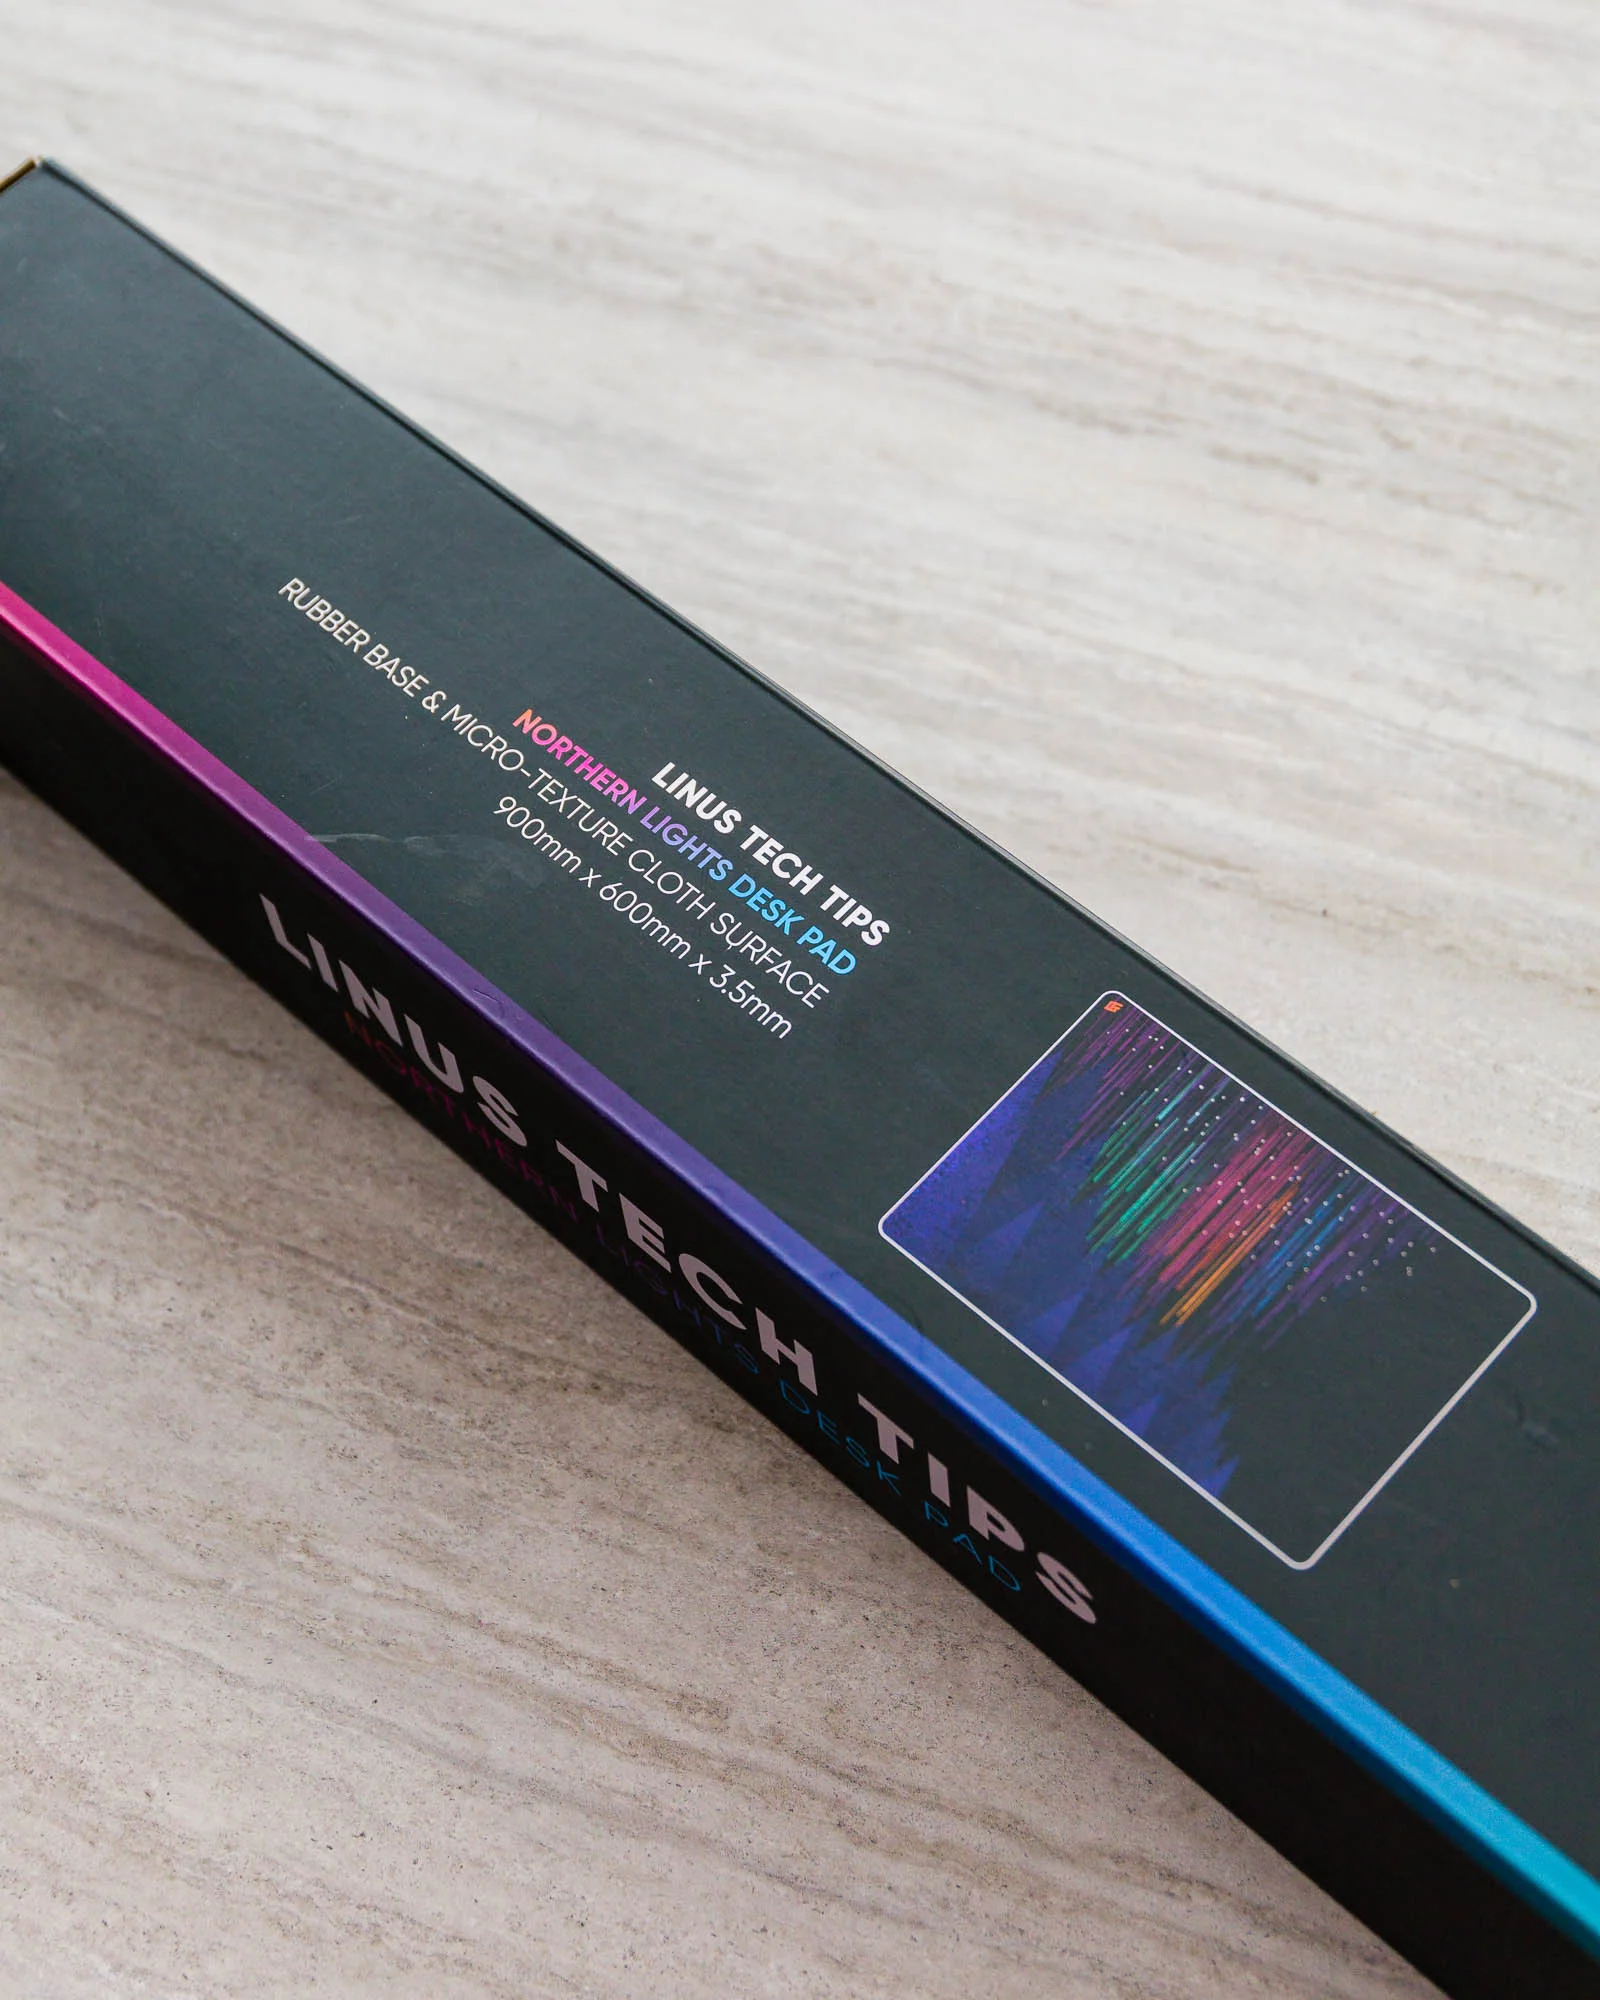 LINUS TECH TIPS
NORTHERN LIGHTS DESK PAD
RUBBER BASE & MICRO-TEXTURE CLOTH SURFACE
900mm x 600mm x 3.5mm
LINUS TECH TIPS
NORTHERN LIGHTS DESK PAD